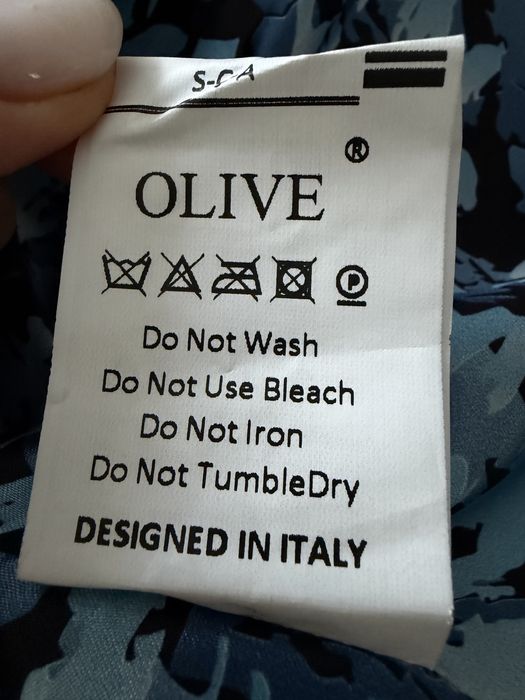 ®
OLIVE
P
Do Not Wash
Do Not Use Bleach
Do Not Iron
Do Not TumbleDry
DESIGNED IN ITALY